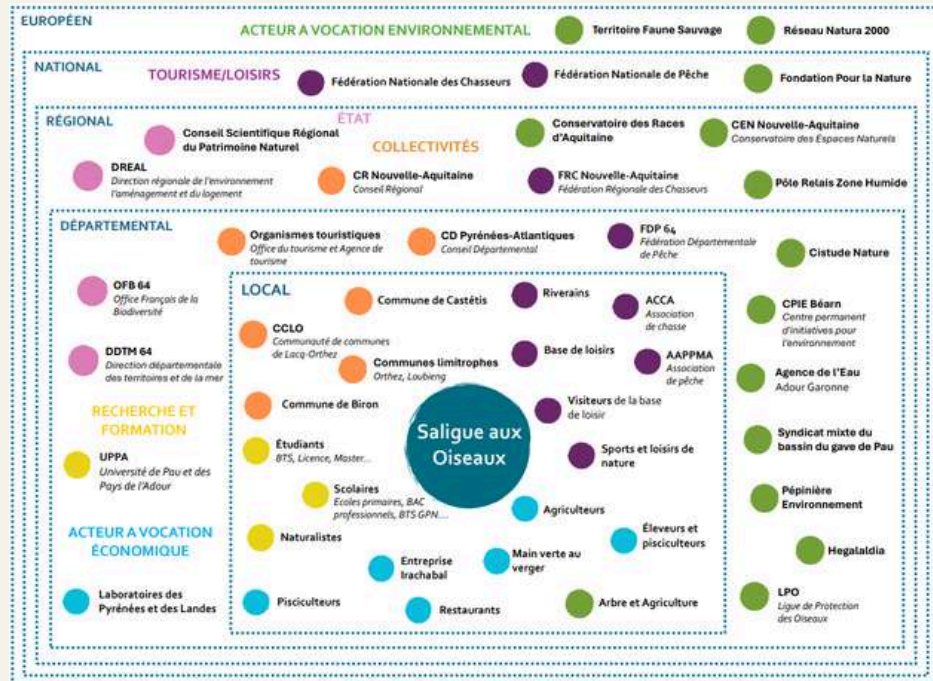 EUROPÉEN
ACTEUR A VOCATION ENVIRONNEMENTAL
Territoire Faune Sauvage
Réseau Natura 2000
NATIONAL
TOURISME/LOISIRS
Fédération Nationale des Chasseurs
Fédération Nationale de Pêche
Fondation Pour la Nature
RÉGIONAL
ÉTAT
Conseil Scientifique Régional
du Patrimoine Naturel
COLLECTIVITÉS
Conservatoire des Races
d'Aquitaine
CEN Nouvelle-Aquitaine
Conservatoire des Espaces Naturels
DREAL
Direction régionale de l'environnement
l'aménagement et du logement
CR Nouvelle-Aquitaine
Conseil Régional
FRC Nouvelle-Aquitaine
Fédération Régionale des Chasseurs
Pôle Relais Zone Humide
DÉPARTEMENTAL
Organismes touristiques
Office du tourisme et Agence de
tourisme
CD Pyrénées-Atlantiques
Conseil Départemental
FDP 64
Fédération Départementale
de Pêche
Cistude Nature
OFB 64
Office Français de la
Biodiversité
LOCAL
Commune de Castétis
Riverains
ACCA
Association
de chasse
CPIE Béarn
Centre permanent
d'initiatives pour
l'environnement
CCLO
Communauté de communes
de Lacq-Orthez
DDTM 64
Direction départementale
des territoires et de la mer
Communes limitrophes
Orthez, Loubieng
Base de loisirs
AAPPMA
Association
de pêche
Agence de l'Eau
Adour Garonne
Commune de Biron
Visiteurs de la base
de loisir
RECHERCHE ET
FORMATION
UPPA
Université de Pau et des
Pays de l'Adour
Étudiants
BTS, Licence, Master...
Saligue aux
Oiseaux
Sports et loisirs de
nature
Syndicat mixte du
bassin du gave de Pau
Scolaires
Ecoles primaires, BAC
professionnels, BTS GPN....
Agriculteurs
Pépinière
Environnement
ACTEUR A VOCATION
ÉCONOMIQUE
Naturalistes
Entreprise
Irachabal
Main verte au
verger
Éleveurs et
pisciculteurs
Hegalaldia
Laboratoires des
Pyrénées et des Landes
Pisciculteurs
Restaurants
Arbre et Agriculture
LPO
Ligue de Protection
des Oiseaux